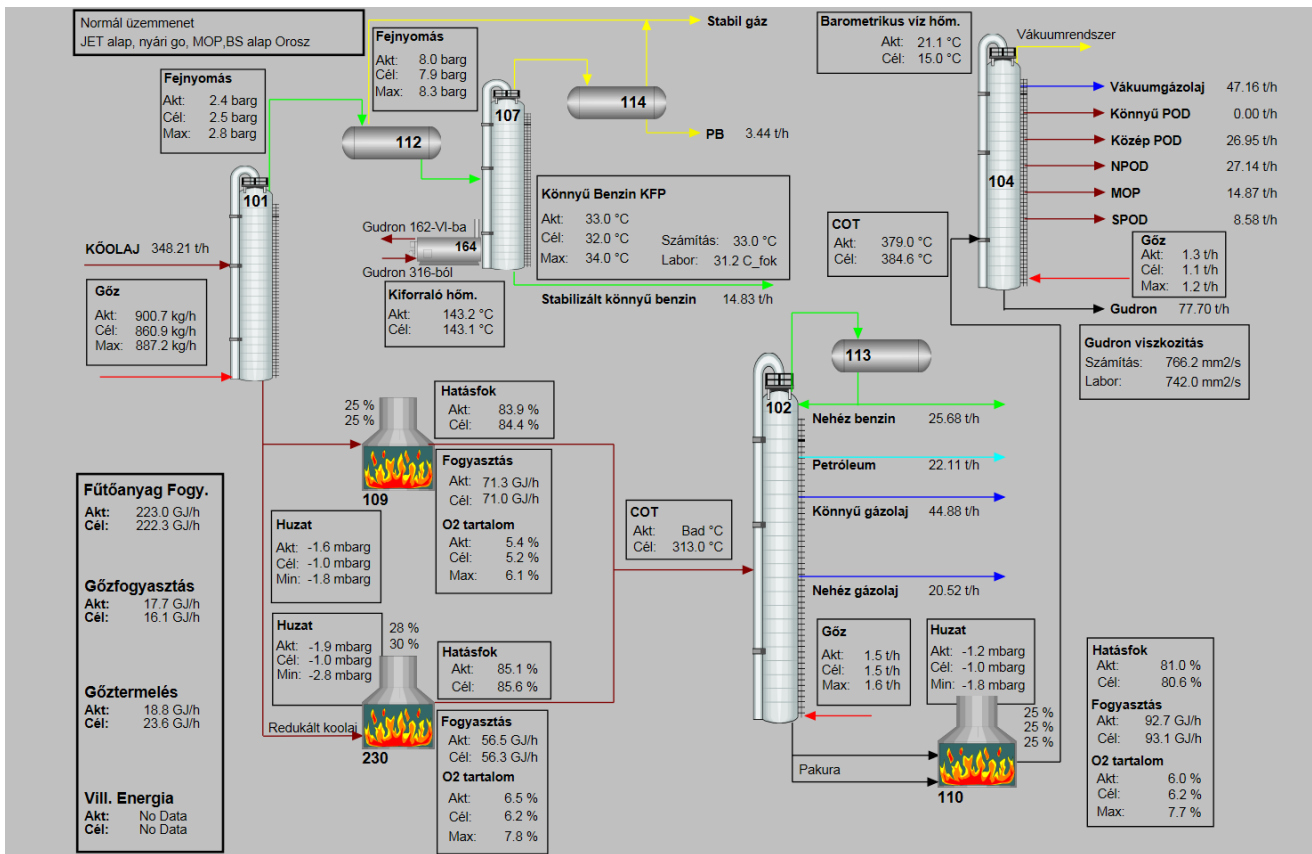 Normál üzemmenet
JET alap, nyári go, MOP,BS alap Orosz
Fejnyomás
Akt: 2.4 barg
Cél: 2.5 barg
Max: 2.8 barg
Fejnyomás
Akt: 8.0 barg
Cél: 7.9 barg
Max: 8.3 barg
Stabil gáz
112
107
114
PB 3.44 t/h
Barometrikus víz hőm.
Akt: 21.1 °C
Cél: 15.0 °C
Vákuumrendszer
104
Vákuumgázolaj 47.16 t/h
Könnyű POD 0.00 t/h
Közép POD 26.95 t/h
NPOD 27.14 t/h
MOP 14.87 t/h
SPOD 8.58 t/h
Góz
Akt: 1.3 t/h
Cél: 1.1 t/h
Max: 1.2 t/h
Gudron 77.70 t/h
Gudron viszkozitás
Számítás: 766.2 mm2/s
Labor: 742.0 mm2/s
COT
Akt: 379.0 °C
Cél: 384.6 °C
101
KŐOLAJ 348.21 t/h
Gőz
Akt: 900.7 kg/h
Cél: 860.9 kg/h
Max: 887.2 kg/h
Gudron 162-VI-ba
164
Gudron 316-ból
Kiforraló hőm.
Akt: 143.2 °C
Cél: 143.1 °C
Könnyű Benzin KFP
Akt: 33.0 °C
Cél: 32.0 °C Számítás: 33.0 °C
Max: 34.0 °C Labor: 31.2 C_fok
Stabilizált könnyű benzin 14.83 t/h
113
102
Nehéz benzin 25.68 t/h
Petróleum 22.11 t/h
Könnyű gázolaj 44.88 t/h
Nehéz gázolaj 20.52 t/h
25 %
25 %
109
Hatásfok
Akt: 83.9 %
Cél: 84.4 %
Fogyasztás
Akt: 71.3 GJ/h
Cél: 71.0 GJ/h
O2 tartalom
Akt: 5.4 %
Cél: 5.2 %
Max: 6.1 %
Huzat
Akt: -1.6 mbarg
Cél: -1.0 mbarg
Min: -1.8 mbarg
COT
Akt: Bad °C
Cél: 313.0 °C
Fűtőanyag Fogy.
Akt: 223.0 GJ/h
Cél: 222.3 GJ/h
Gőzfogyasztás
Akt: 17.7 GJ/h
Cél: 16.1 GJ/h
Gőztermelés
Akt: 18.8 GJ/h
Cél: 23.6 GJ/h
Vill. Energia
Akt: No Data
Cél: No Data
Huzat
Akt: -1.9 mbarg
Cél: -1.0 mbarg
Min: -2.8 mbarg
28 %
30 %
Redukált koolaj
230
Hatásfok
Akt: 85.1 %
Cél: 85.6 %
Fogyasztás
Akt: 56.5 GJ/h
Cél: 56.3 GJ/h
O2 tartalom
Akt: 6.5 %
Cél: 6.2 %
Max: 7.8 %
Gőz
Akt: 1.5 t/h
Cél: 1.5 t/h
Max: 1.6 t/h
Huzat
Akt: -1.2 mbarg
Cél: -1.0 mbarg
Min: -1.8 mbarg
25 %
25 %
25 %
Pakura
110
Hatásfok
Akt: 81.0 %
Cél: 80.6 %
Fogyasztás
Akt: 92.7 GJ/h
Cél: 93.1 GJ/h
O2 tartalom
Akt: 6.0 %
Cél: 6.2 %
Max: 7.7 %